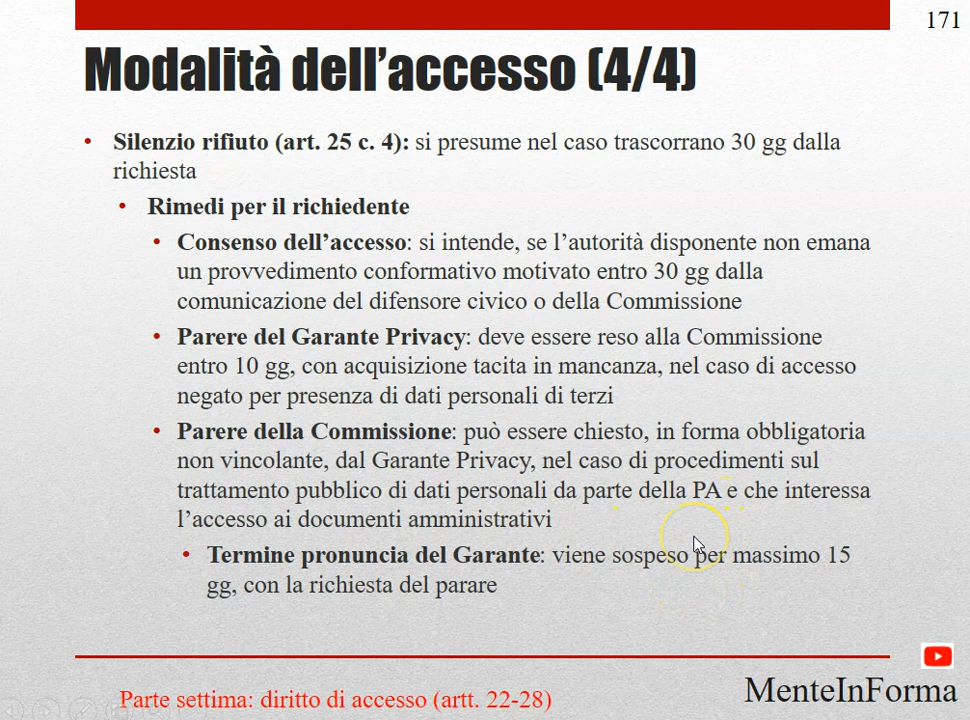 171
Modalità dell’accesso (4/4)
• Silenzio rifiuto (art. 25 c. 4): si presume nel caso trascorrano 30 gg dalla
richiesta
• Rimedi per il richiedente
• Consenso dell’accesso: si intende, se l’autorità disponente non emana
un provvedimento conformativo motivato entro 30 gg dalla
comunicazione del difensore civico o della Commissione
• Parere del Garante Privacy: deve essere reso alla Commissione
entro 10 gg, con acquisizione tacita in mancanza, nel caso di accesso
negato per presenza di dati personali di terzi
• Parere della Commissione: può essere chiesto, in forma obbligatoria
non vincolante, dal Garante Privacy, nel caso di procedimenti sul
trattamento pubblico di dati personali da parte della PA e che interessa
l’accesso ai documenti amministrativi
• Termine pronuncia del Garante: viene sospeso per massimo 15
gg, con la richiesta del parare
Parte settima: diritto di accesso (artt. 22-28)
MenteInForma